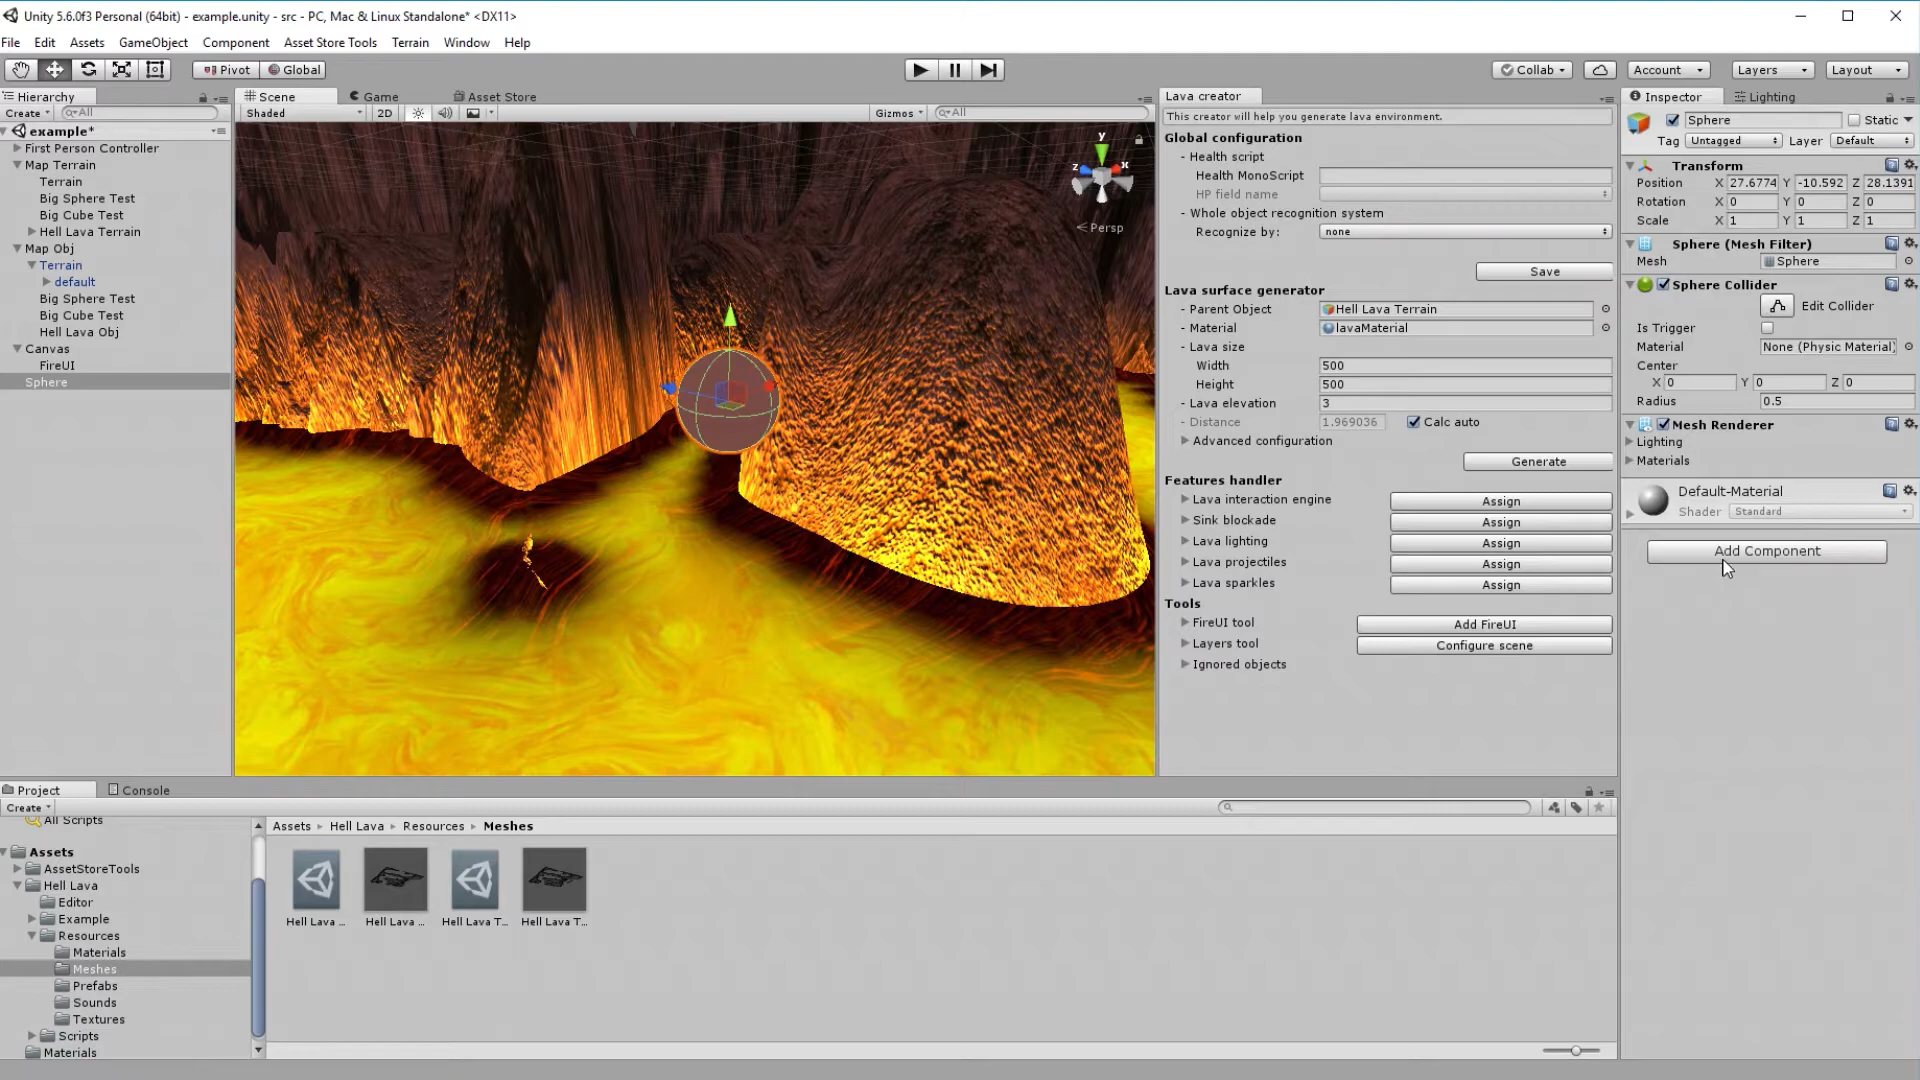 Unity 5.6.0f3 Personal (64bit) - example.unity - src - PC, Mac & Linux Standalone* <DX11>
File Edit Assets GameObject Component Asset Store Tools Terrain Window Help
Pivot Global Collab Account Layers Layout
Hierarchy
Create All
example*
First Person Controller
Map Terrain
Terrain
Big Sphere Test
Big Cube Test
Hell Lava Terrain
Map Obj
Terrain
default
Big Sphere Test
Big Cube Test
Hell Lava Obj
Canvas
FireUI
Sphere
Scene Game Asset Store
Shaded 2D Gizmos All
y
z x
Persp
Lava creator
This creator will help you generate lava environment.
Global configuration
- Health script
Health MonoScript
HP field name
- Whole object recognition system
Recognize by: none
Save
Lava surface generator
- Parent Object Hell Lava Terrain
- Material lavaMaterial
- Lava size
Width 500
Height 500
- Lava elevation 3
- Distance 1.969036 Calc auto
Advanced configuration
Generate
Features handler
Lava interaction engine Assign
Sink blockade Assign
Lava lighting Assign
Lava projectiles Assign
Lava sparkles Assign
Tools
FireUI tool Add FireUI
Layers tool Configure scene
Ignored objects
Inspector Lighting
Sphere Static
Tag Untagged Layer Default
Transform
Position X 27.6774 Y -10.592 Z 28.1391
Rotation X 0 Y 0 Z 0
Scale X 1 Y 1 Z 1
Sphere (Mesh Filter)
Mesh Sphere
Sphere Collider
Edit Collider
Is Trigger
Material None (Physic Material)
Center
X 0 Y 0 Z 0
Radius 0.5
Mesh Renderer
Lighting
Materials
Default-Material
Shader Standard
Add Component
Project Console
Create
All Scripts
Assets
AssetStoreTools
Hell Lava
Editor
Example
Resources
Materials
Meshes
Prefabs
Sounds
Textures
Scripts
Materials
Assets Hell Lava Resources Meshes
Hell Lava ... Hell Lava ... Hell Lava T... Hell Lava T...